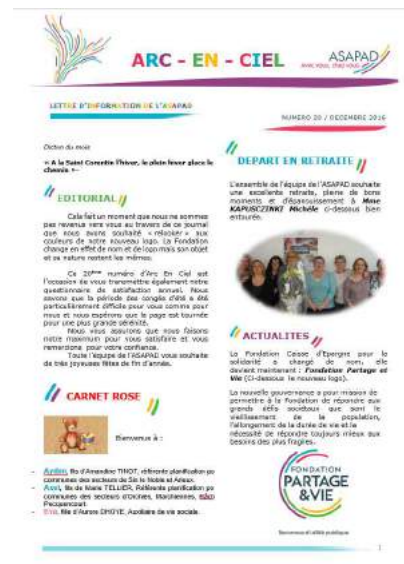 ARC - EN - CIEL
ASAPAD
avec vous, chez vous
LETTRE D'INFORMATION DE L'ASAPAD
NUMERO 20 / DECEMBRE 2016
Dicton du mois
« A la Saint Corentin l'hiver, le plein hiver glace le
chemin ».
EDITORIAL
Cela fait un moment que nous ne sommes
pas revenus vers vous au travers de ce journal
que nous avons souhaité « relooker » aux
couleurs de notre nouveau logo. La Fondation
change en effet de nom et de logo mais son objet
et sa nature restent les mêmes.
Ce 20ème numéro d'Arc En Ciel est
l'occasion de vous transmettre également notre
questionnaire de satisfaction annuel. Nous
savons que la période des congés d'été a été
particulièrement difficile pour vous comme pour
nous et nous espérons que la page est tournée
pour une plus grande sérénité.
Nous vous assurons que nous faisons
notre maximum pour vous satisfaire et vous
remercions pour votre confiance.
Toute l'équipe de l'ASAPAD vous souhaite
de très joyeuses fêtes de fin d'année.
CARNET ROSE
Bienvenue à :
- fils d'Amandine TINOT, référente planification
communes des secteurs de Sin le Noble et
- fils de Marie TELLIER, Référente planification
communes des secteurs d'Orchies, Marchiennes,
Pecquencourt.
- fille d'Aurore Auxiliaire de vie sociale.
DEPART EN RETRAITE
L'ensemble de l'équipe de l'ASAPAD souhaite
une excellente retraite, pleine de bons
moments et d'épanouissement à Mme
KAPUSCZINKI Michèle ci-dessous bien
entourée.
ACTUALITES
La Fondation Caisse d'Epargne pour la
solidarité a changé de nom, elle
devient maintenant : Fondation Partage et
Vie (Ci-dessous le nouveau logo).
La nouvelle gouvernance a pour mission de
permettre à la Fondation de répondre aux
grands défis sociétaux que sont le
vieillissement de la population,
l'allongement de la durée de vie et la
nécessité de répondre toujours mieux aux
besoins des plus fragiles.
FONDATION
PARTAGE
& VIE
Reconnue d'utilité publique
1